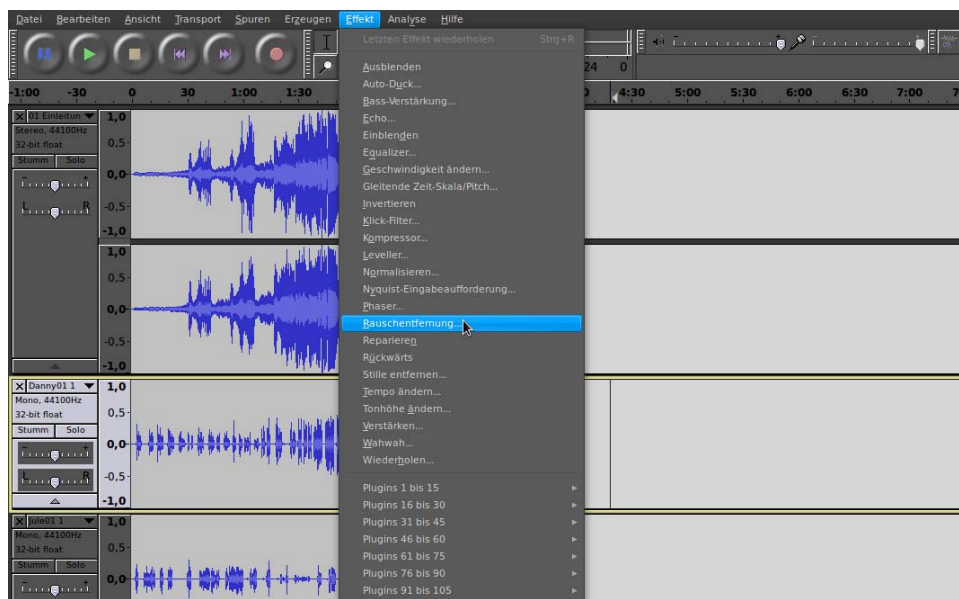 Datei Bearbeiten Ansicht Transport Spuren Erzeugen Effekt Analyse Hilfe
Letzten Effekt wiederholen Strg+R
24 0
-1:00 -30 0 30 1:00 1:30 4:30 5:00 5:30 6:00 6:30 7:00 7
Ausblenden
Auto-Duck...
Bass-Verstärkung...
Echo...
Einblenden
Equalizer...
Geschwindigkeit ändern...
Gleitende Zeit-Skala/Pitch...
Invertieren
Klick-Filter...
Kompressor...
Leveller...
Normalisieren...
Nyquist-Eingabeaufforderung...
Phaser...
Rauschentfernung...
Reparieren
Rückwärts
Stille entfernen...
Tempo ändern...
Tonhöhe ändern...
Verstärken...
Wahwah...
Wiederholen...
Plugins 1 bis 15
Plugins 16 bis 30
Plugins 31 bis 45
Plugins 46 bis 60
Plugins 61 bis 75
Plugins 76 bis 90
Plugins 91 bis 105
X 01 Einleitun
Stereo, 44100Hz
32-bit float
Stumm Solo
- +
L R
1,0
0,5
0,0
-0,5
-1,0
1,0
0,5
0,0
-0,5
-1,0
X Danny01 1
Mono, 44100Hz
32-bit float
Stumm Solo
- +
L R
1,0
0,5
0,0
-0,5
-1,0
X Jule01 1
Mono, 44100Hz
32-bit float
Stumm Solo
- +
1,0
0,5
0,0